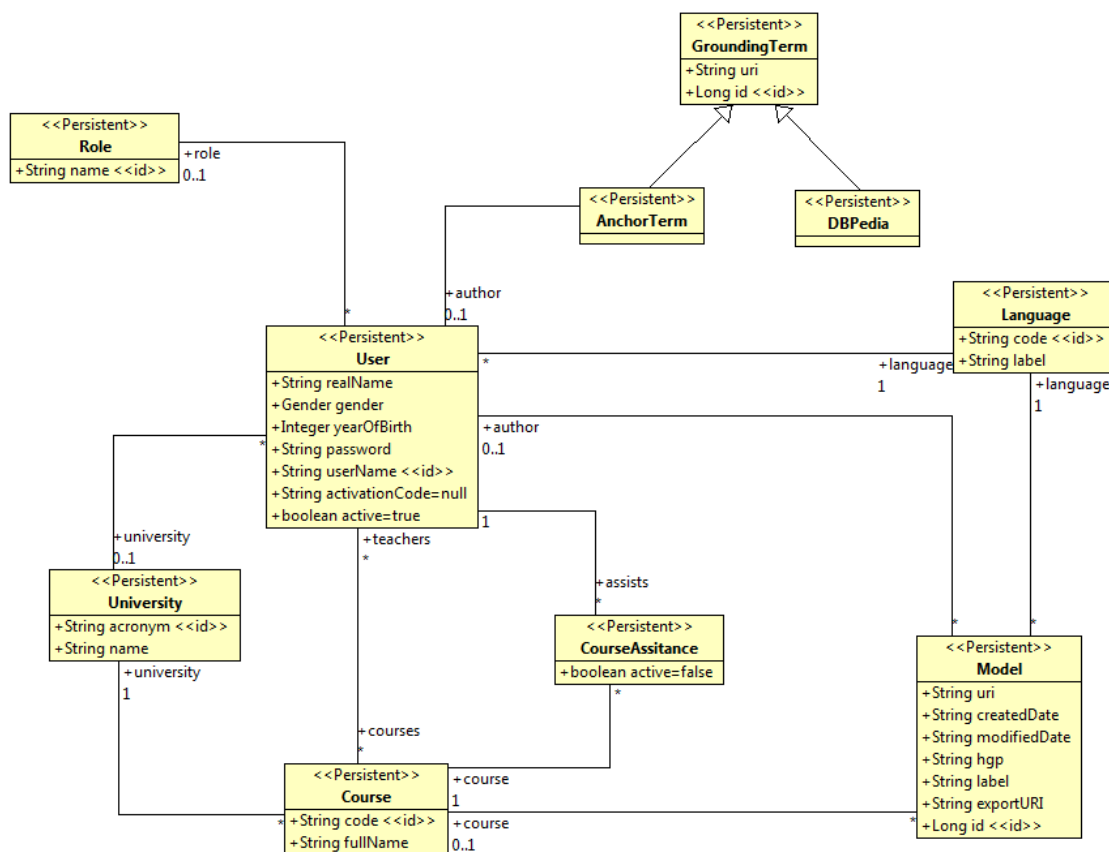 <<Persistent>>
GroundingTerm
+String uri
+Long id <<id>>
<<Persistent>>
Role
+String name <<id>>
+role
0..1
*
<<Persistent>>
AnchorTerm
<<Persistent>>
DBPedia
+author
0..1
<<Persistent>>
Language
+String code <<id>>
+String label
<<Persistent>>
User
+String realName
+Gender gender
+Integer yearOfBirth
+String password
+String userName <<id>>
+String activationCode=null
+boolean active=true
*
+language
1
+language
1
+author
0..1
*
1
+teachers
*
+university
0..1
+assists
*
<<Persistent>>
University
+String acronym <<id>>
+String name
+university
1
<<Persistent>>
CourseAssitance
+boolean active=false
*
*
*
<<Persistent>>
Model
+String uri
+String createdDate
+String modifiedDate
+String hgp
+String label
+String exportURI
+Long id <<id>>
+courses
*
<<Persistent>>
Course
+String code <<id>>
+String fullName
*
+course
1
+course
0..1
*